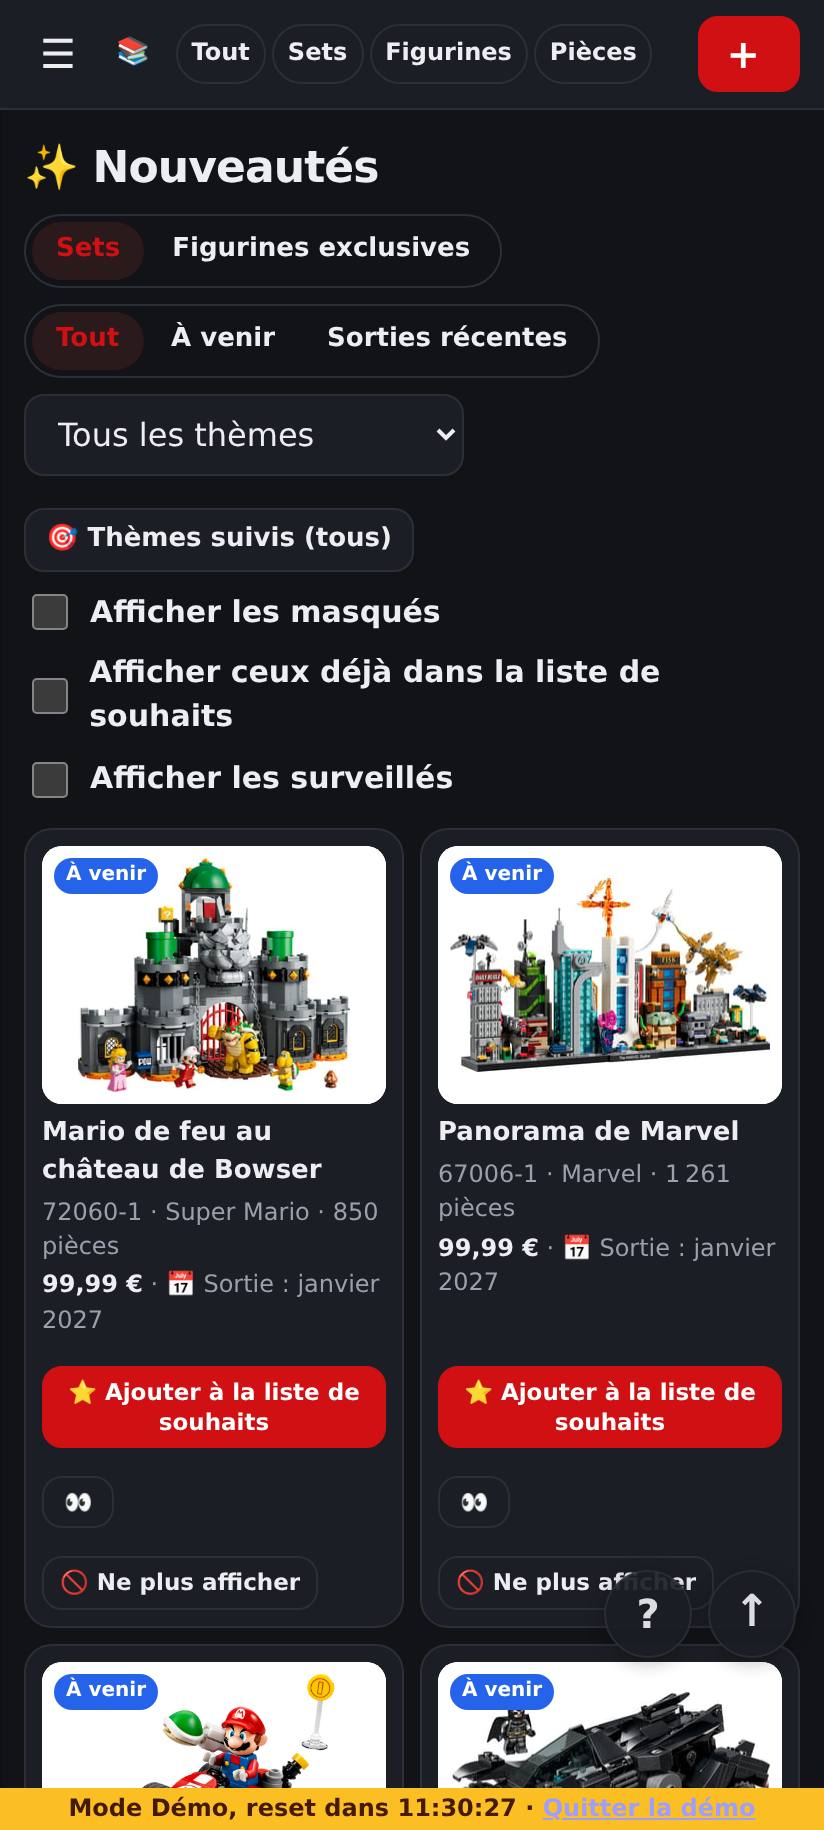 ☰ 📚 Tout Sets Figurines Pièces +
✨ Nouveautés
Sets Figurines exclusives
Tout À venir Sorties récentes
Tous les thèmes
🎯 Thèmes suivis (tous)
Afficher les masqués
Afficher ceux déjà dans la liste de
souhaits
Afficher les surveillés
À venir
Mario de feu au
château de Bowser
72060-1 · Super Mario · 850
pièces
99,99 € · 📅 Sortie : janvier
2027
⭐ Ajouter à la liste de
souhaits
👀
🚫 Ne plus afficher
À venir
Panorama de Marvel
67006-1 · Marvel · 1 261
pièces
99,99 € · 📅 Sortie : janvier
2027
⭐ Ajouter à la liste de
souhaits
👀
🚫 Ne plus afficher
? ↑
À venir
À venir
Mode Démo, reset dans 11:30:27 · Quitter la démo